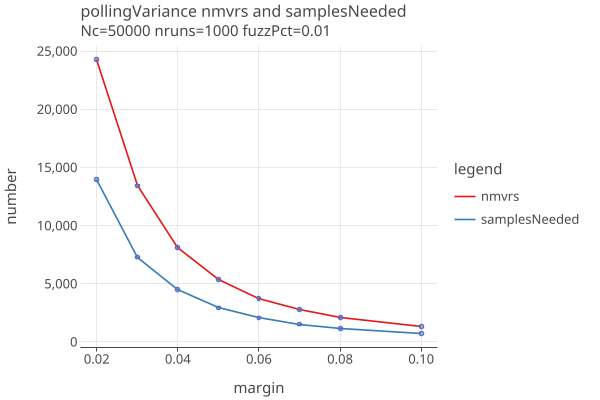 pollingVariance nmvrs and samplesNeeded
Nc=50000 nruns=1000 fuzzPct=0.01
25,000
20,000
15,000
10,000
5,000
0
number
0.02
0.04
0.06
0.08
0.10
margin
legend
nmvrs
samplesNeeded